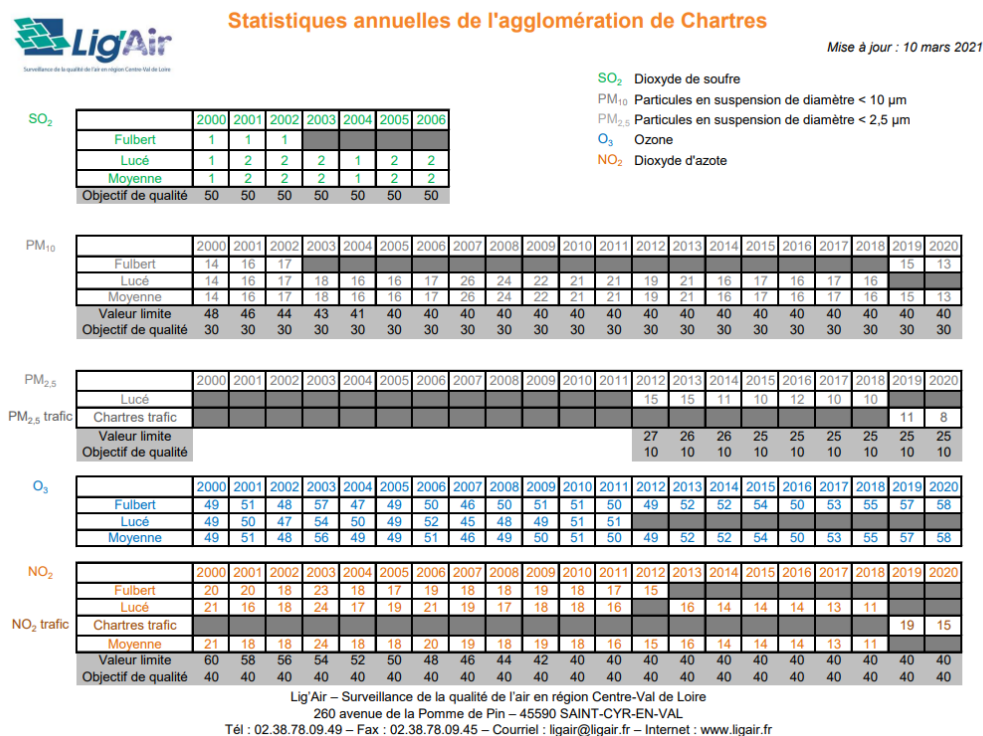 Statistiques annuelles de l'agglomération de Chartres
Lig'Air
Surveillance de la qualité de l'air en région Centre-Val de Loire
Mise à jour : 10 mars 2021
SO2 Dioxyde de soufre
PM10 Particules en suspension de diamètre < 10 µm
PM2,5 Particules en suspension de diamètre < 2,5 µm
O3 Ozone
NO2 Dioxyde d'azote
SO2 2000 2001 2002 2003 2004 2005 2006
Fulbert 1 1 1
Lucé 1 2 2 2 1 2 2
Moyenne 1 2 2 2 1 2 2
Objectif de qualité 50 50 50 50 50 50 50
PM10 2000 2001 2002 2003 2004 2005 2006 2007 2008 2009 2010 2011 2012 2013 2014 2015 2016 2017 2018 2019 2020
Fulbert 14 16 17 15 13
Lucé 14 16 17 18 16 16 17 26 24 22 21 21 19 21 16 17 16 17 16
Moyenne 14 16 17 18 16 16 17 26 24 22 21 21 19 21 16 17 16 17 16 15 13
Valeur limite 48 46 44 43 41 40 40 40 40 40 40 40 40 40 40 40 40 40 40 40 40
Objectif de qualité 30 30 30 30 30 30 30 30 30 30 30 30 30 30 30 30 30 30 30 30 30
PM2,5 2000 2001 2002 2003 2004 2005 2006 2007 2008 2009 2010 2011 2012 2013 2014 2015 2016 2017 2018 2019 2020
Lucé 15 15 11 10 12 10 10
PM2,5 trafic Chartres trafic 11 8
Valeur limite 27 26 26 25 25 25 25 25 25
Objectif de qualité 10 10 10 10 10 10 10 10 10
O3 2000 2001 2002 2003 2004 2005 2006 2007 2008 2009 2010 2011 2012 2013 2014 2015 2016 2017 2018 2019 2020
Fulbert 49 51 48 57 47 49 50 46 50 51 51 50 49 52 52 54 50 53 55 57 58
Lucé 49 50 47 54 50 49 52 45 48 49 51 51
Moyenne 49 51 48 56 49 49 51 46 49 50 51 50 49 52 52 54 50 53 55 57 58
NO2 2000 2001 2002 2003 2004 2005 2006 2007 2008 2009 2010 2011 2012 2013 2014 2015 2016 2017 2018 2019 2020
Fulbert 20 20 18 23 18 17 19 18 18 19 18 17 15
Lucé 21 16 18 24 17 19 21 19 17 18 18 16 16 14 14 14 13 11
NO2 trafic Chartres trafic 19 15
Moyenne 21 18 18 24 18 18 20 19 18 19 18 16 15 16 14 14 14 13 11
Valeur limite 60 58 56 54 52 50 48 46 44 42 40 40 40 40 40 40 40 40 40 40 40
Objectif de qualité 40 40 40 40 40 40 40 40 40 40 40 40 40 40 40 40 40 40 40 40 40
Lig'Air – Surveillance de la qualité de l'air en région Centre-Val de Loire
260 avenue de la Pomme de Pin – 45590 SAINT-CYR-EN-VAL
Tél : 02.38.78.09.49 – Fax : 02.38.78.09.45 – Courriel : ligair@ligair.fr – Internet : www.ligair.fr